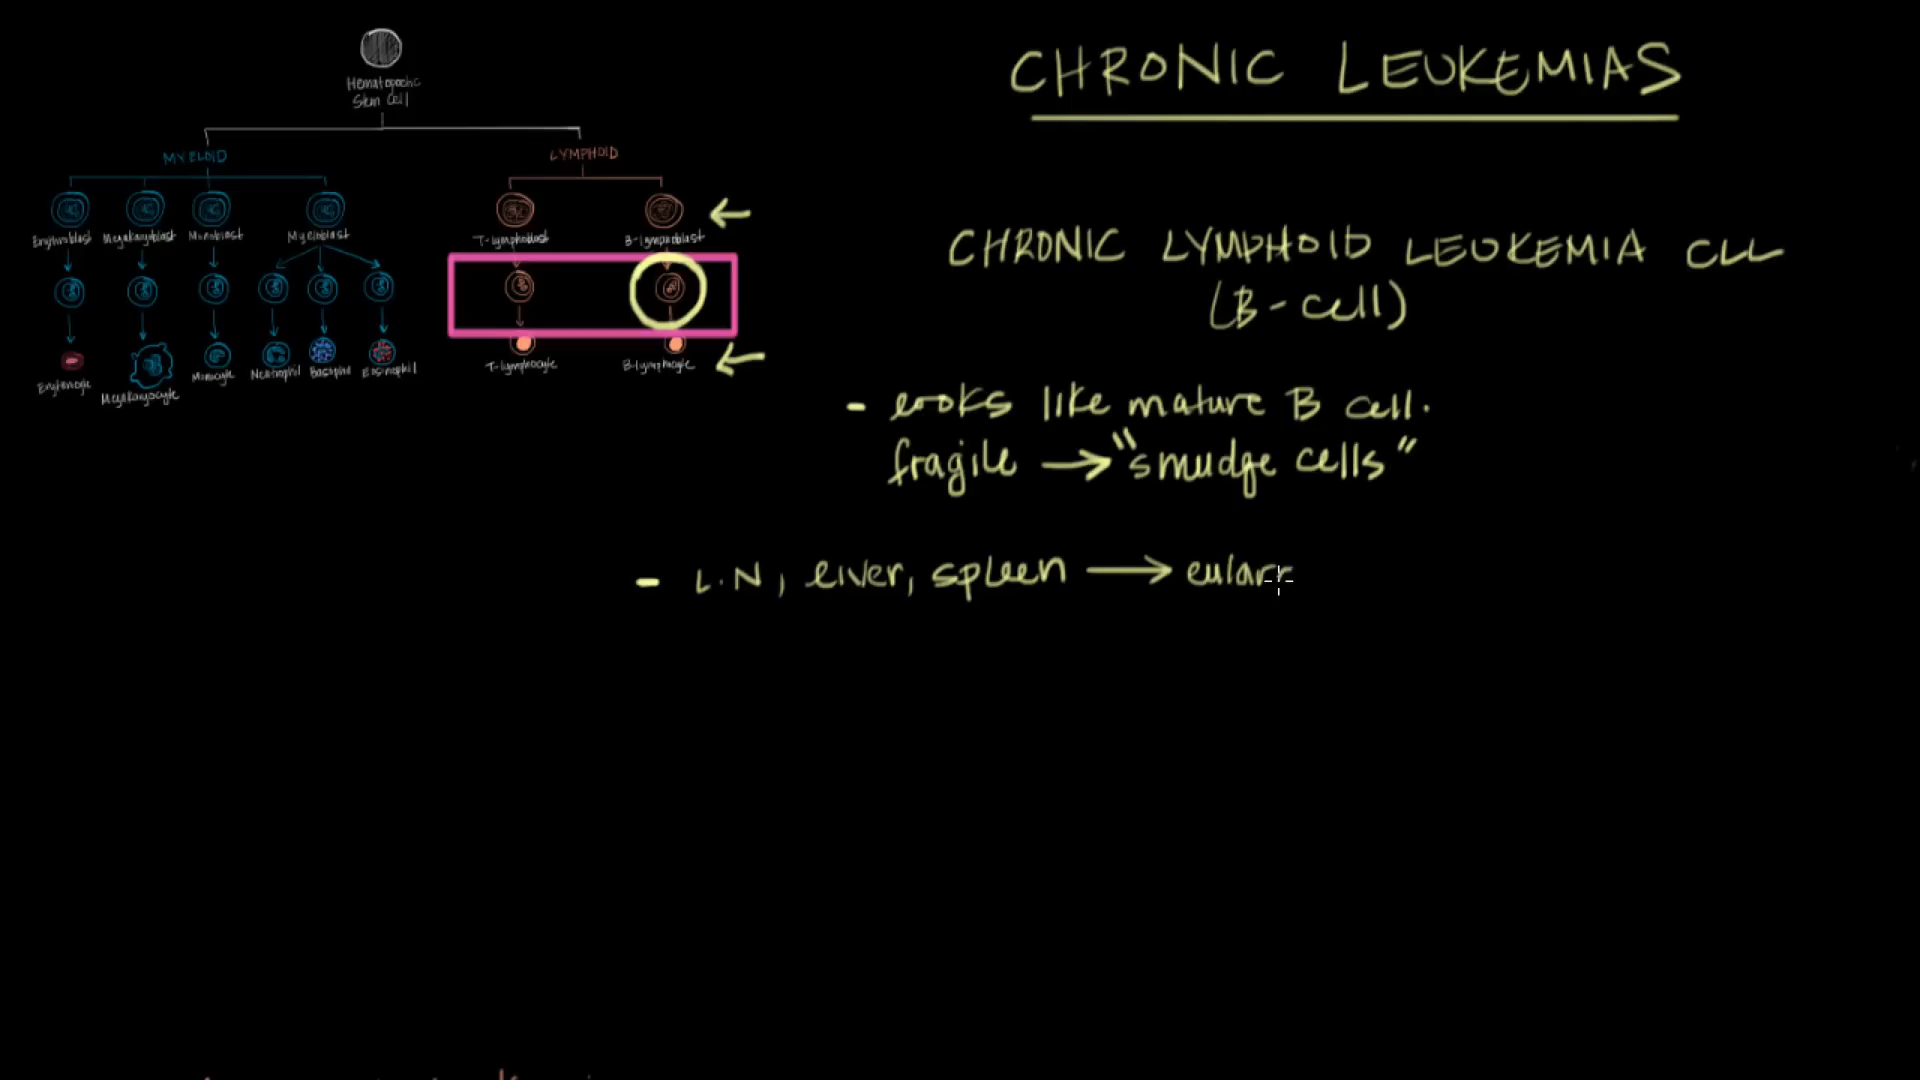 CHRONIC LEUKEMIAS
Hematopoetic
Stem Cell
MYELOID
LYMPHOID
Erythroblast Megakaryoblast Monoblast Myeloblast
T-lymphoblast B-lymphoblast
Erythrocyte Megakaryocyte Monocyte Neutrophil Basophil Eosinophil
T-lymphocyte B-lymphocyte
CHRONIC LYMPHOID LEUKEMIA CLL
(B-cell)
- looks like mature B cell.
fragile → "smudge cells"
- L.N, liver, spleen → enlarr